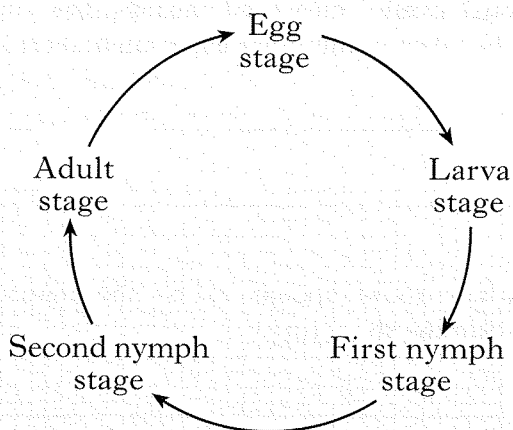 Egg
stage
Larva
stage
First nymph
stage
Second nymph
stage
Adult
stage